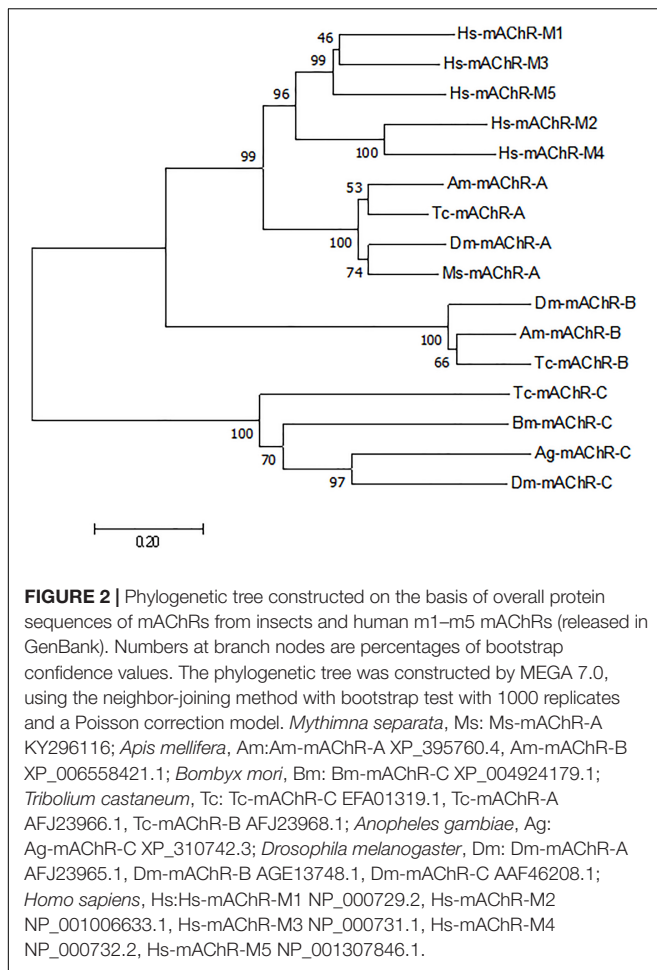 46
Hs-mAChR-M1
99
Hs-mAChR-M3
96
Hs-mAChR-M5
Hs-mAChR-M2
99
100
Hs-mAChR-M4
53
Am-mAChR-A
Tc-mAChR-A
100
Dm-mAChR-A
74
Ms-mAChR-A
Dm-mAChR-B
100
Am-mAChR-B
66
Tc-mAChR-B
Tc-mAChR-C
100
Bm-mAChR-C
70
Ag-mAChR-C
97
Dm-mAChR-C
0.20
FIGURE 2 | Phylogenetic tree constructed on the basis of overall protein
sequences of mAChRs from insects and human m1–m5 mAChRs (released in
GenBank). Numbers at branch nodes are percentages of bootstrap
confidence values. The phylogenetic tree was constructed by MEGA 7.0,
using the neighbor-joining method with bootstrap test with 1000 replicates
and a Poisson correction model. Mythimna separata, Ms: Ms-mAChR-A
KY296116; Apis mellifera, Am:Am-mAChR-A XP_395760.4, Am-mAChR-B
XP_006558421.1; Bombyx mori, Bm: Bm-mAChR-C XP_004924179.1;
Tribolium castaneum, Tc: Tc-mAChR-C EFA01319.1, Tc-mAChR-A
AFJ23966.1, Tc-mAChR-B AFJ23968.1; Anopheles gambiae, Ag:
Ag-mAChR-C XP_310742.3; Drosophila melanogaster, Dm: Dm-mAChR-A
AFJ23965.1, Dm-mAChR-B AGE13748.1, Dm-mAChR-C AAF46208.1;
Homo sapiens, Hs:Hs-mAChR-M1 NP_000729.2, Hs-mAChR-M2
NP_001006633.1, Hs-mAChR-M3 NP_000731.1, Hs-mAChR-M4
NP_000732.2, Hs-mAChR-M5 NP_001307846.1.